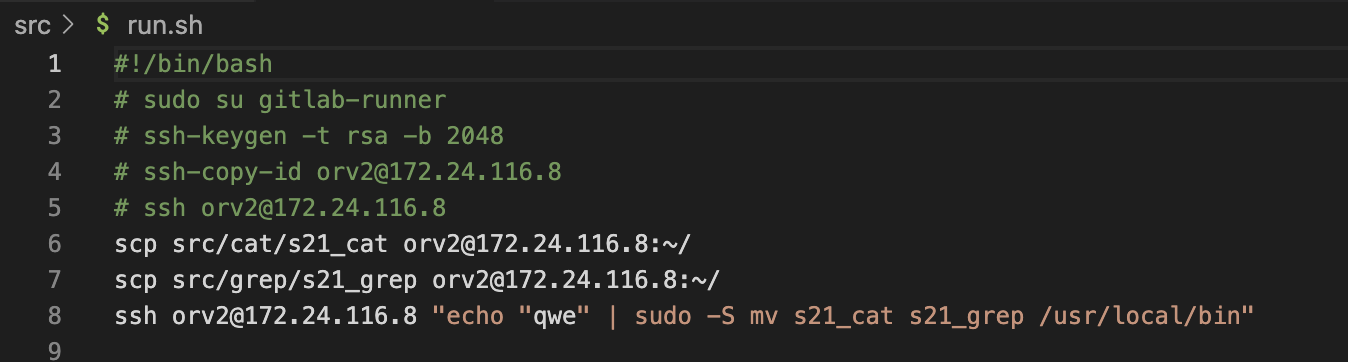 src > $ run.sh
1 #!/bin/bash
2 # sudo su gitlab-runner
3 # ssh-keygen -t rsa -b 2048
4 # ssh-copy-id orv2@172.24.116.8
5 # ssh orv2@172.24.116.8
6 scp src/cat/s21_cat orv2@172.24.116.8:~/
7 scp src/grep/s21_grep orv2@172.24.116.8:~/
8 ssh orv2@172.24.116.8 "echo "qwe" | sudo -S mv s21_cat s21_grep /usr/local/bin"
9